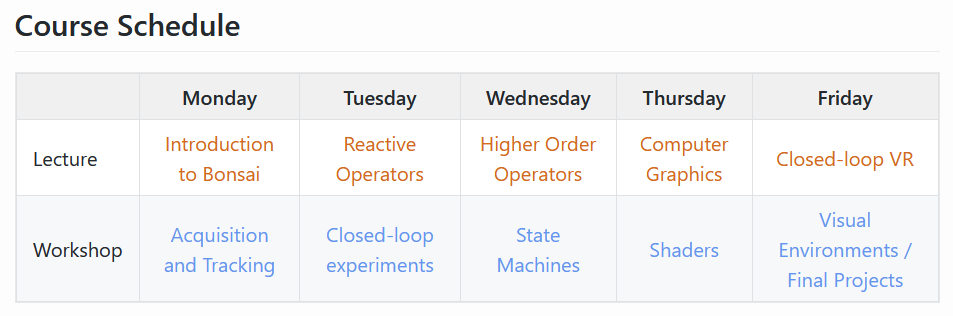 Course Schedule
Monday Tuesday Wednesday Thursday Friday
Lecture
Introduction
to Bonsai
Reactive
Operators
Higher Order
Operators
Computer
Graphics
Closed-loop VR
Workshop
Acquisition
and Tracking
Closed-loop
experiments
State
Machines
Shaders
Visual
Environments /
Final Projects